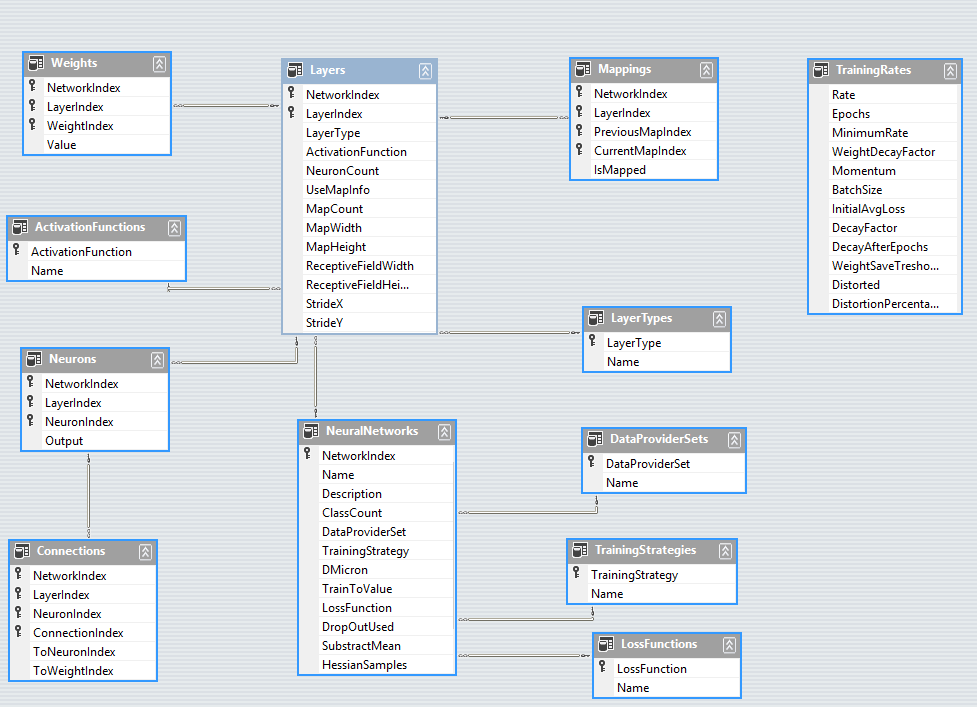 Weights
NetworkIndex
LayerIndex
WeightIndex
Value
Layers
NetworkIndex
LayerIndex
LayerType
ActivationFunction
NeuronCount
UseMapInfo
MapCount
MapWidth
MapHeight
ReceptiveFieldWidth
ReceptiveFieldHei...
StrideX
StrideY
Mappings
NetworkIndex
LayerIndex
PreviousMapIndex
CurrentMapIndex
IsMapped
TrainingRates
Rate
Epochs
MinimumRate
WeightDecayFactor
Momentum
BatchSize
InitialAvgLoss
DecayFactor
DecayAfterEpochs
WeightSaveTresho...
Distorted
DistortionPercenta...
ActivationFunctions
ActivationFunction
Name
LayerTypes
LayerType
Name
Neurons
NetworkIndex
LayerIndex
NeuronIndex
Output
NeuralNetworks
NetworkIndex
Name
Description
ClassCount
DataProviderSet
TrainingStrategy
DMicron
TrainToValue
LossFunction
DropOutUsed
SubstractMean
HessianSamples
DataProviderSets
DataProviderSet
Name
Connections
NetworkIndex
LayerIndex
NeuronIndex
ConnectionIndex
ToNeuronIndex
ToWeightIndex
TrainingStrategies
TrainingStrategy
Name
LossFunctions
LossFunction
Name